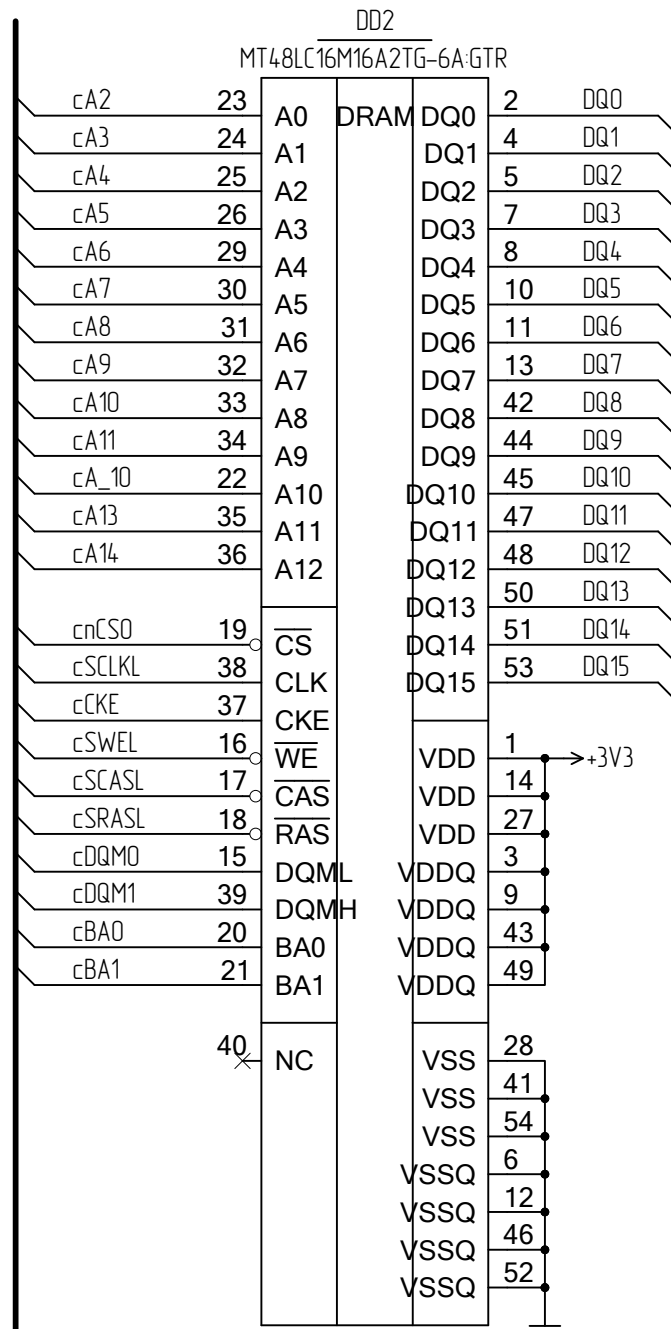 DD2
MT48LC16M16A2TG-6A:GTR
cA2 23 A0 DRAM DQ0 2 DQ0
cA3 24 A1 DQ1 4 DQ1
cA4 25 A2 DQ2 5 DQ2
cA5 26 A3 DQ3 7 DQ3
cA6 29 A4 DQ4 8 DQ4
cA7 30 A5 DQ5 10 DQ5
cA8 31 A6 DQ6 11 DQ6
cA9 32 A7 DQ7 13 DQ7
cA10 33 A8 DQ8 42 DQ8
cA11 34 A9 DQ9 44 DQ9
cA_10 22 A10 DQ10 45 DQ10
cA13 35 A11 DQ11 47 DQ11
cA14 36 A12 DQ12 48 DQ12
DQ13 50 DQ13
cnCS0 19 CS DQ14 51 DQ14
cSCLKL 38 CLK DQ15 53 DQ15
cCKE 37 CKE
cSWEL 16 WE VDD 1 +3V3
cSCASL 17 CAS VDD 14
cSRASL 18 RAS VDD 27
cDQM0 15 DQML VDDQ 3
cDQM1 39 DQMH VDDQ 9
cBA0 20 BA0 VDDQ 43
cBA1 21 BA1 VDDQ 49
40 NC VSS 28
VSS 41
VSS 54
VSSQ 6
VSSQ 12
VSSQ 46
VSSQ 52